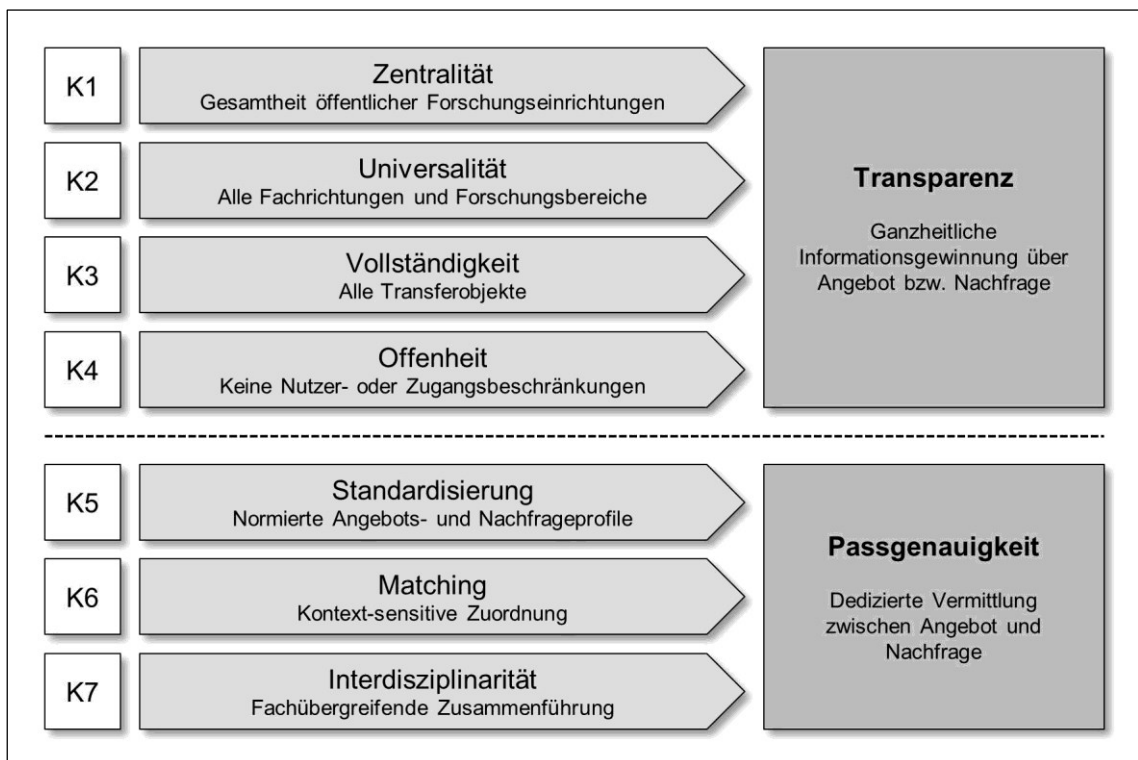 K1
Zentralität
Gesamtheit öffentlicher Forschungseinrichtungen
K2
Universalität
Alle Fachrichtungen und Forschungsbereiche
K3
Vollständigkeit
Alle Transferobjekte
K4
Offenheit
Keine Nutzer- oder Zugangsbeschränkungen
Transparenz
Ganzheitliche
Informationsgewinnung über
Angebot bzw. Nachfrage
K5
Standardisierung
Normierte Angebots- und Nachfrageprofile
K6
Matching
Kontext-sensitive Zuordnung
K7
Interdisziplinarität
Fachübergreifende Zusammenführung
Passgenauigkeit
Dedizierte Vermittlung
zwischen Angebot und
Nachfrage